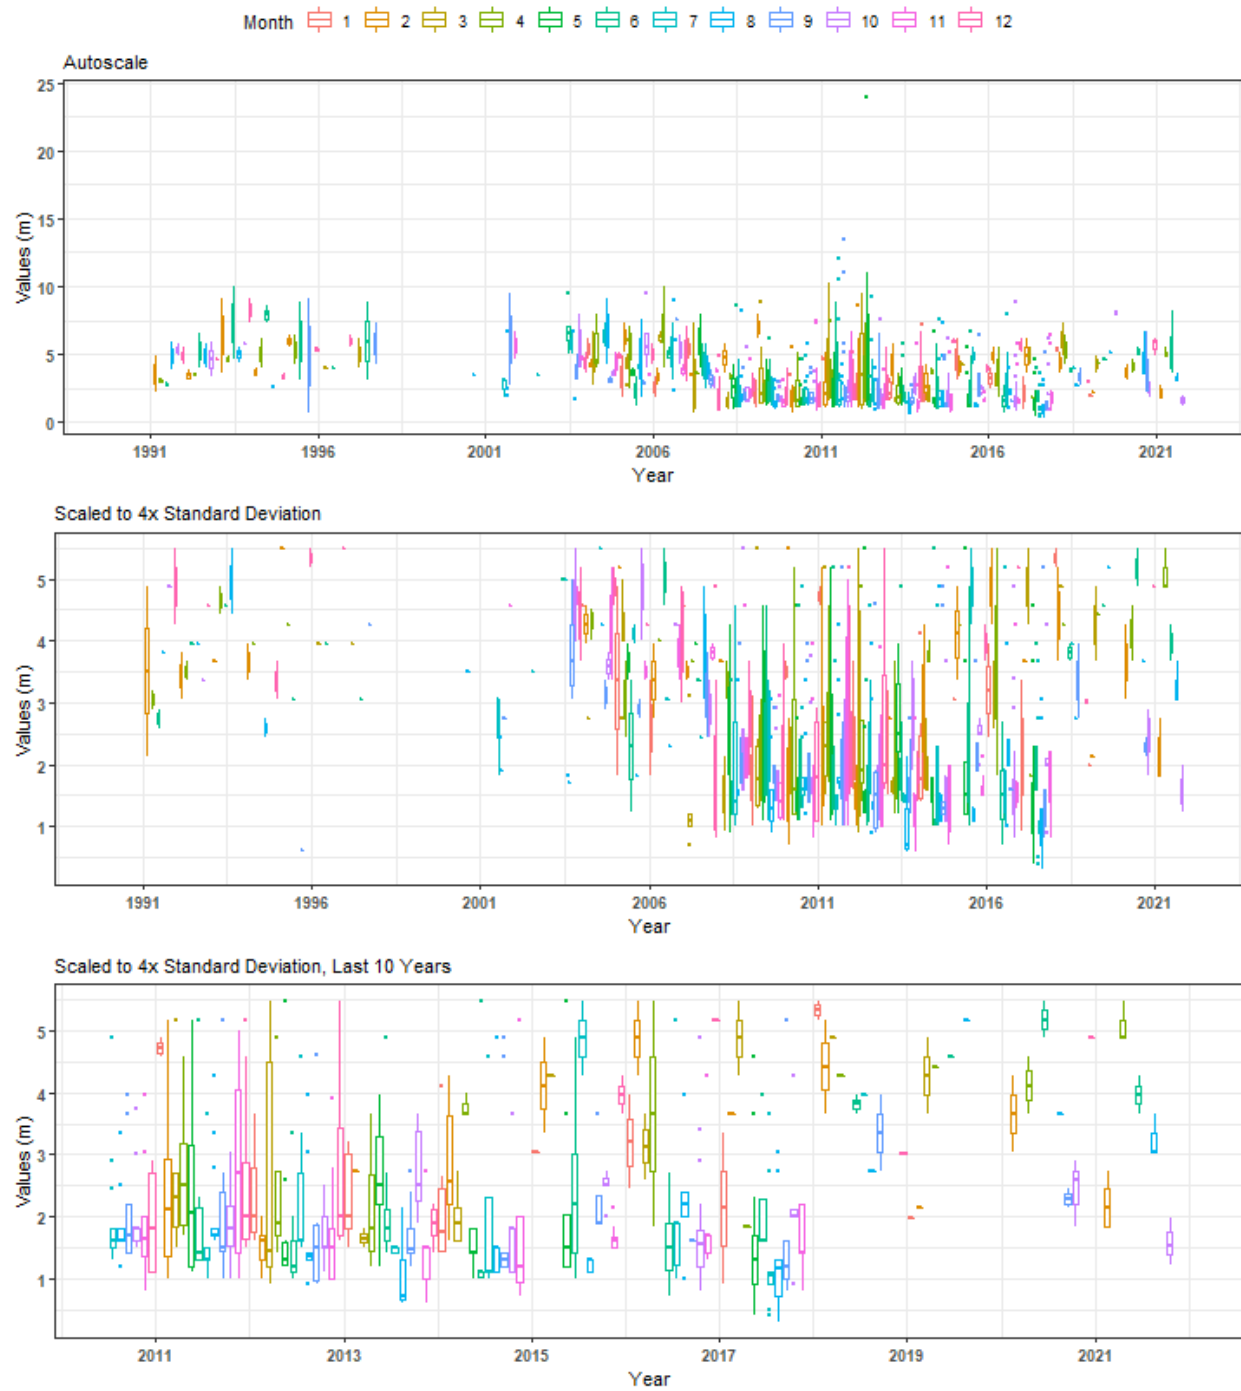 Month 1 2 3 4 5 6 7 8 9 10 11 12
Autoscale
25
20
15
10
5
0
Values (m)
1991 1996 2001 2006 2011 2016 2021
Year
Scaled to 4x Standard Deviation
5
4
3
2
1
Values (m)
1991 1996 2001 2006 2011 2016 2021
Year
Scaled to 4x Standard Deviation, Last 10 Years
5
4
3
2
1
Values (m)
2011 2013 2015 2017 2019 2021
Year